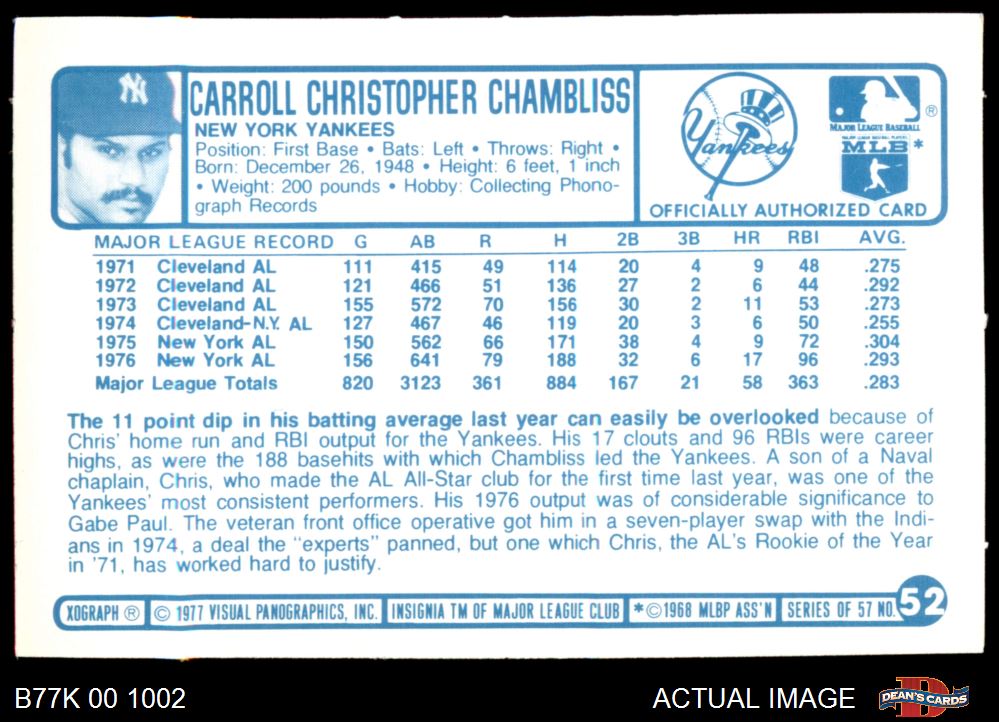 CARROLL CHRISTOPHER CHAMBLISS
NEW YORK YANKEES
Position: First Base • Bats: Left • Throws: Right •
Born: December 26, 1948 • Height: 6 feet, 1 inch
• Weight: 200 pounds • Hobby: Collecting Phono-
graph Records
NY
Yankees
®
MAJOR LEAGUE BASEBALL
MLB *
OFFICIALLY AUTHORIZED CARD
MAJOR LEAGUE RECORD G AB R H 2B 3B HR RBI AVG.
1971 Cleveland AL 111 415 49 114 20 4 9 48 .275
1972 Cleveland AL 121 466 51 136 27 2 6 44 .292
1973 Cleveland AL 155 572 70 156 30 2 11 53 .273
1974 Cleveland-N.Y. AL 127 467 46 119 20 3 6 50 .255
1975 New York AL 150 562 66 171 38 4 9 72 .304
1976 New York AL 156 641 79 188 32 6 17 96 .293
Major League Totals 820 3123 361 884 167 21 58 363 .283
The 11 point dip in his batting average last year can easily be overlooked because of
Chris' home run and RBI output for the Yankees. His 17 clouts and 96 RBIs were career
highs, as were the 188 basehits with which Chambliss led the Yankees. A son of a Naval
chaplain, Chris, who made the AL All-Star club for the first time last year, was one of the
Yankees' most consistent performers. His 1976 output was of considerable significance to
Gabe Paul. The veteran front office operative got him in a seven-player swap with the Indi-
ans in 1974, a deal the "experts" panned, but one which Chris, the AL's Rookie of the Year
in '71, has worked hard to justify.
XOGRAPH ® © 1977 VISUAL PANOGRAPHICS, INC. INSIGNIA TM OF MAJOR LEAGUE CLUB *©1968 MLBP ASS'N SERIES OF 57 NO. 52
B77K 00 1002
ACTUAL IMAGE
D
DEAN'S CARDS